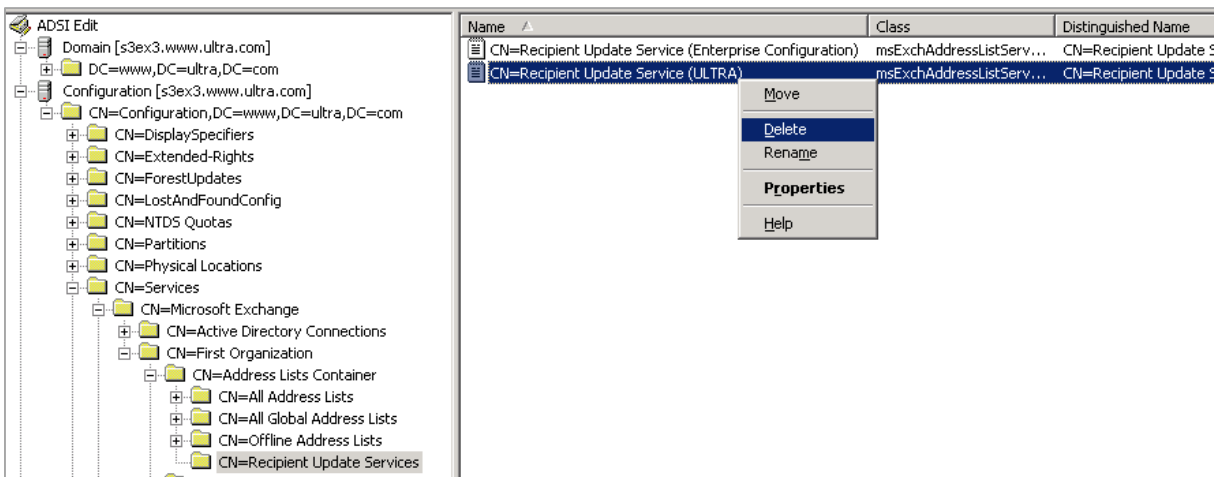 ADSI Edit
Domain [s3ex3.www.ultra.com]
DC=www,DC=ultra,DC=com
Configuration [s3ex3.www.ultra.com]
CN=Configuration,DC=www,DC=ultra,DC=com
CN=DisplaySpecifiers
CN=Extended-Rights
CN=ForestUpdates
CN=LostAndFoundConfig
CN=NTDS Quotas
CN=Partitions
CN=Physical Locations
CN=Services
CN=Microsoft Exchange
CN=Active Directory Connections
CN=First Organization
CN=Address Lists Container
CN=All Address Lists
CN=All Global Address Lists
CN=Offline Address Lists
CN=Recipient Update Services
Name Class Distinguished Name
CN=Recipient Update Service (Enterprise Configuration) msExchAddressListServ... CN=Recipient Update S
CN=Recipient Update Service (ULTRA) msExchAddressListServ... CN=Recipient Update S
Move
Delete
Rename
Properties
Help